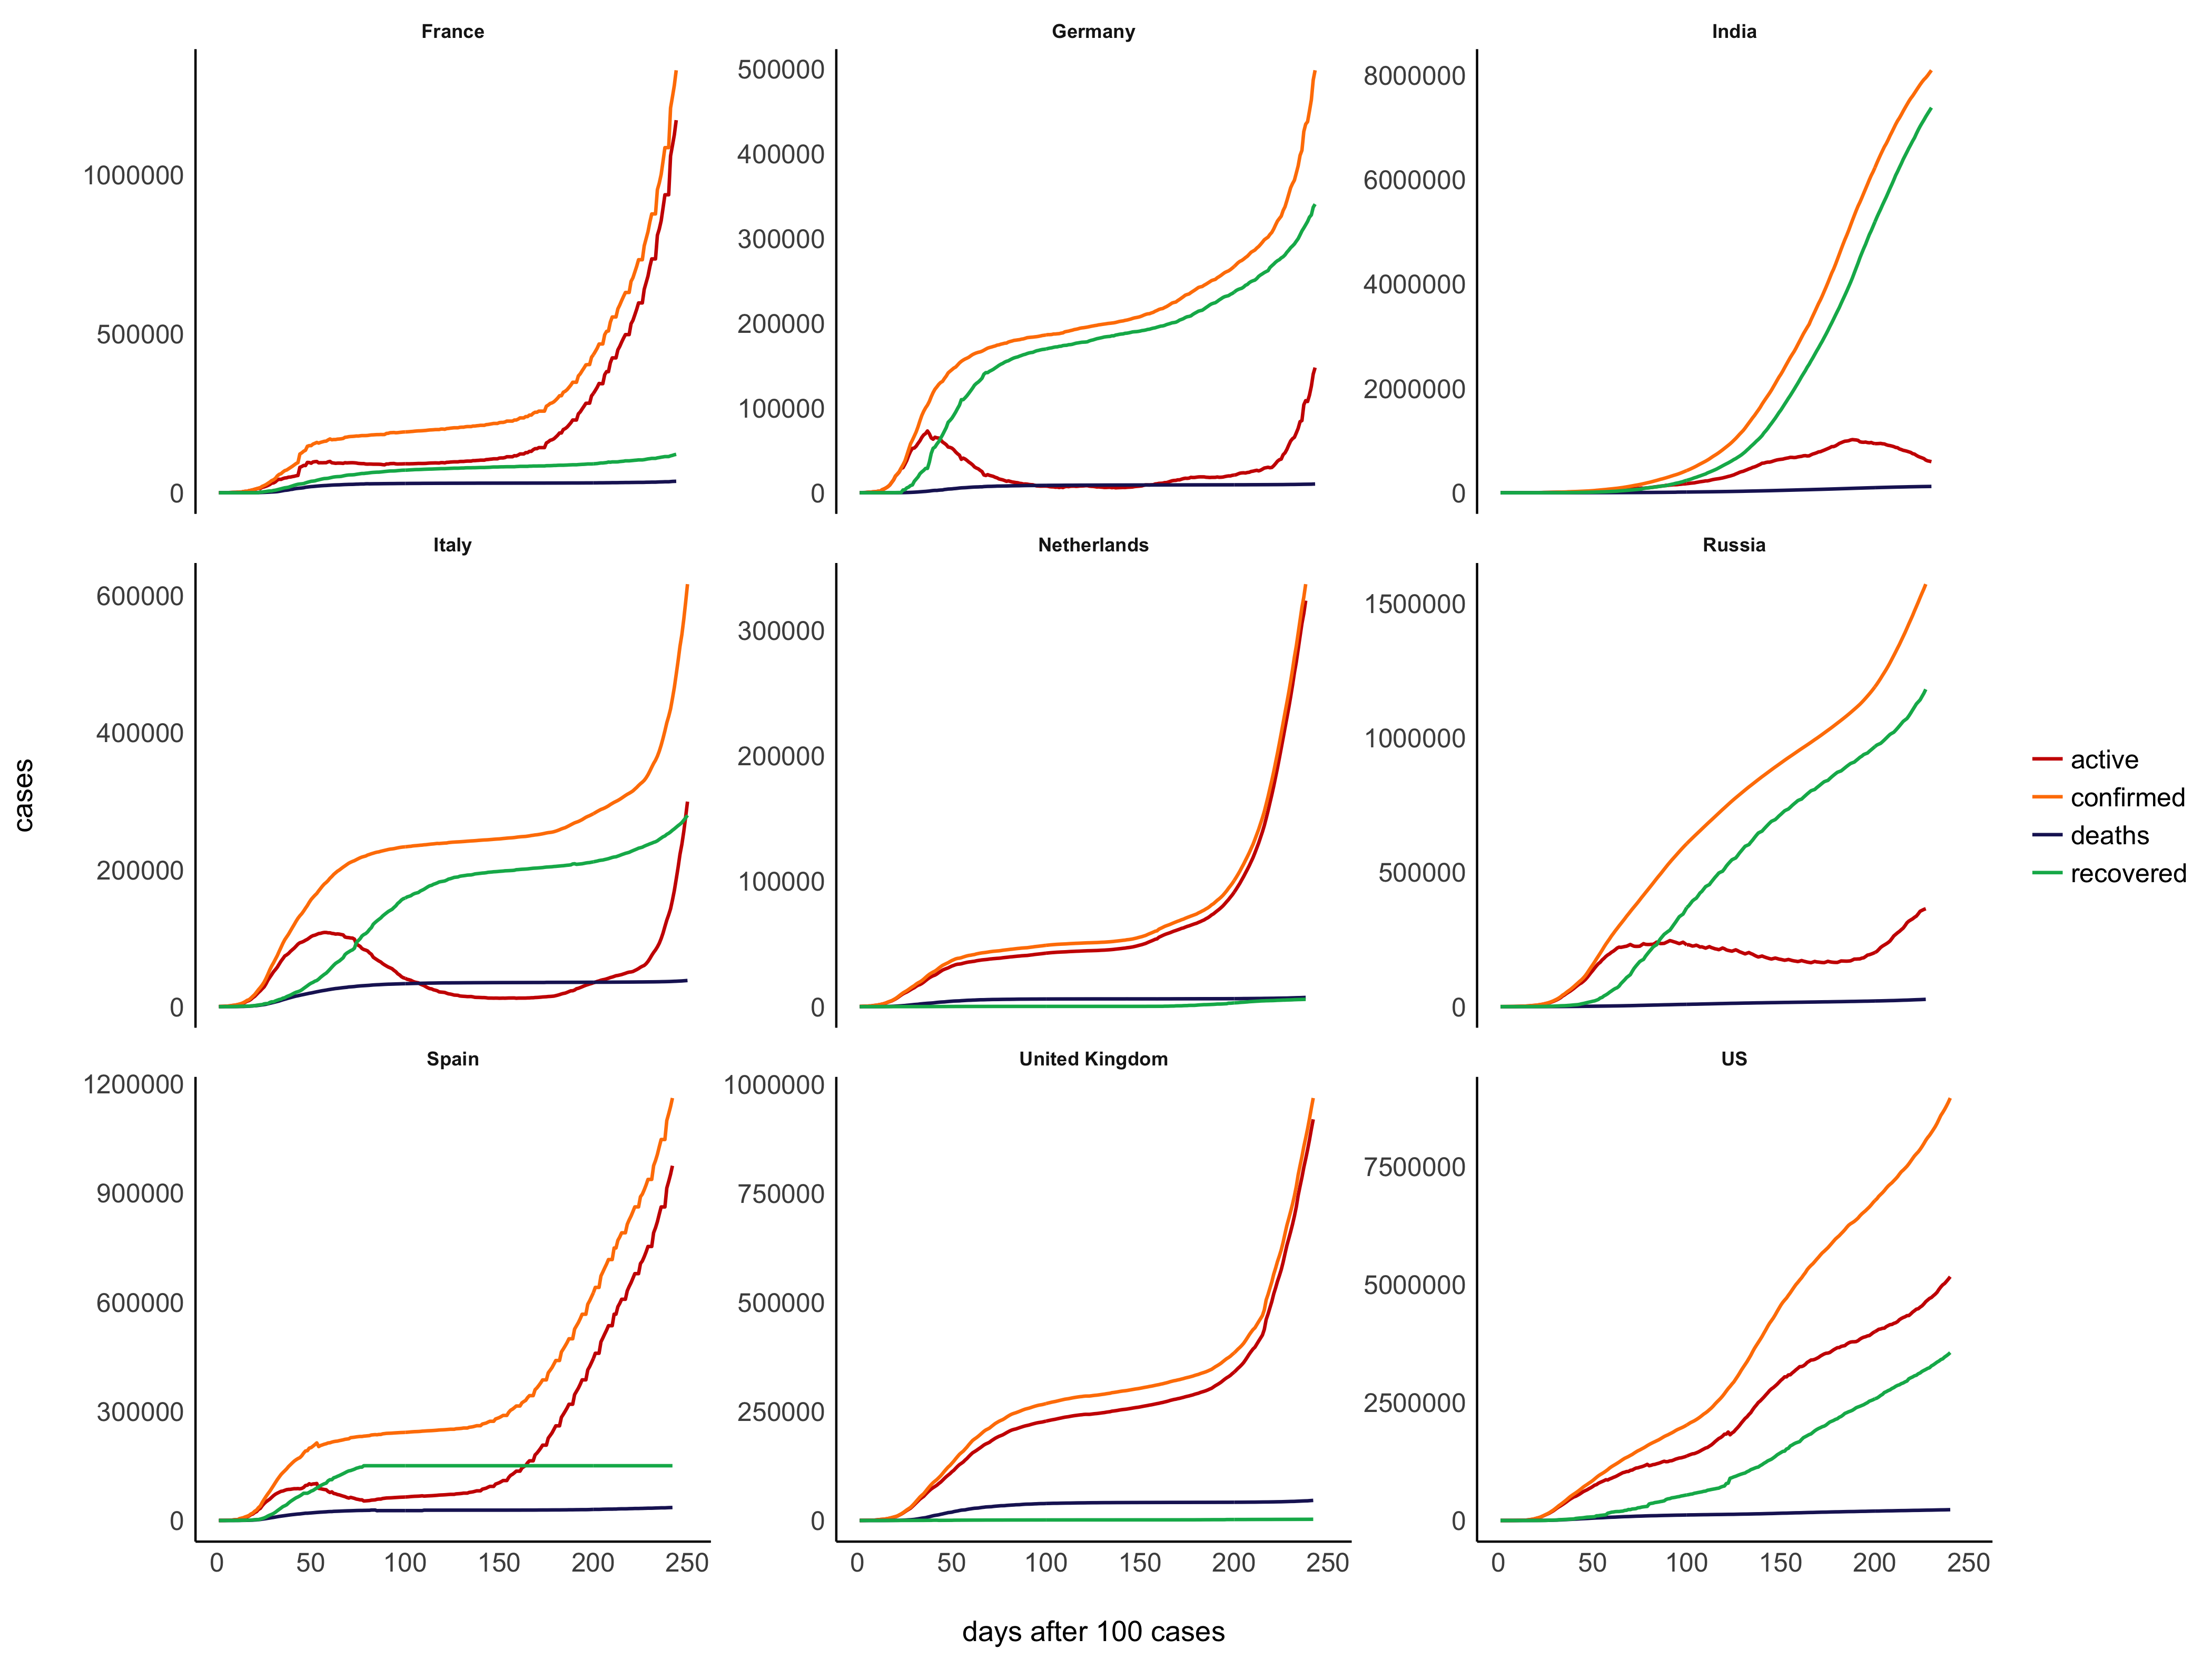 France
Germany
India
1000000
500000
0
500000
400000
300000
200000
100000
0
8000000
6000000
4000000
2000000
0
Italy
Netherlands
Russia
600000
400000
200000
0
300000
200000
100000
0
1500000
1000000
500000
0
cases
active
confirmed
deaths
recovered
Spain
United Kingdom
US
1200000
900000
600000
300000
0
1000000
750000
500000
250000
0
7500000
5000000
2500000
0
0 50 100 150 200 250
0 50 100 150 200 250
0 50 100 150 200 250
days after 100 cases